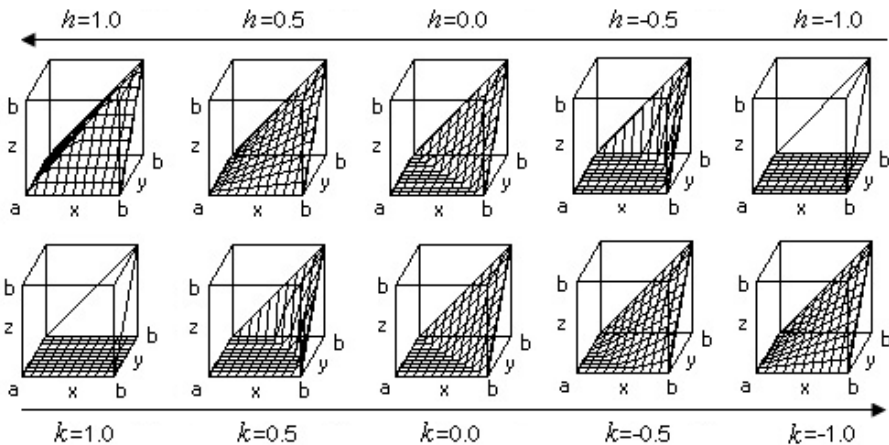 h=1.0 h=0.5 h=0.0 h=-0.5 h=-1.0
b b b b b
z b z b z b z b z b
y y y y y
a x b a x b a x b a x b a x b
b b b b b
z b z b z b z b z b
y y y y y
a x b a x b a x b a x b a x b
k=1.0 k=0.5 k=0.0 k=-0.5 k=-1.0